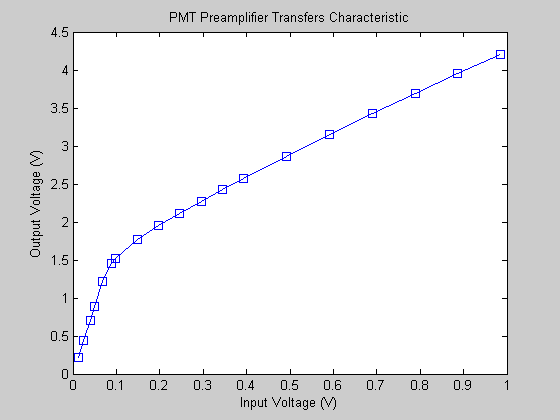 PMT Preamplifier Transfers Characteristic
4.5
4
3.5
3
2.5
2
1.5
1
0.5
0
Output Voltage (V)
0 0.1 0.2 0.3 0.4 0.5 0.6 0.7 0.8 0.9 1
Input Voltage (V)